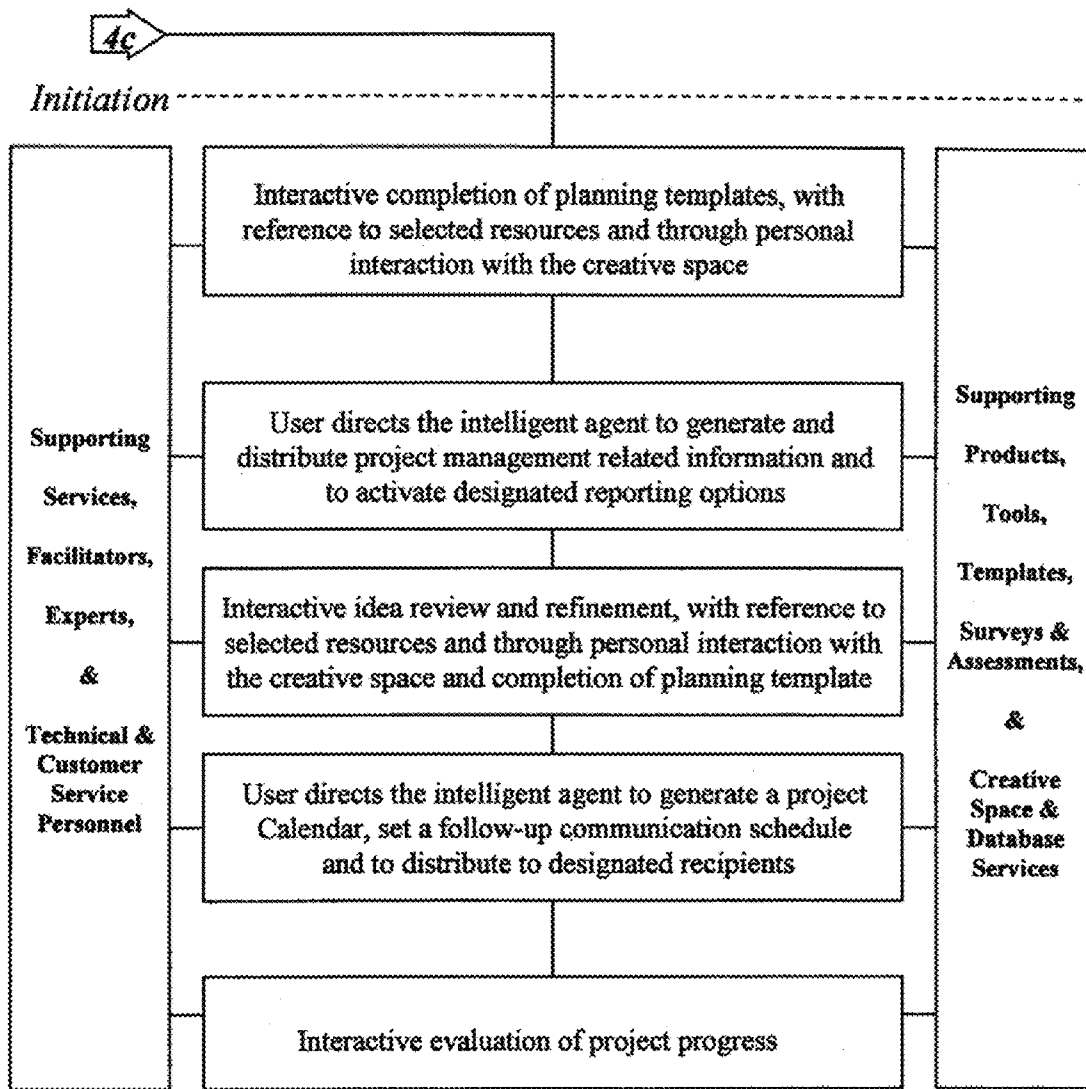 4c
Initiation
Interactive completion of planning templates, with
reference to selected resources and through personal
interaction with the creative space
User directs the intelligent agent to generate and
distribute project management related information and
to activate designated reporting options
Interactive idea review and refinement, with reference to
selected resources and through personal interaction with
the creative space and completion of planning template
User directs the intelligent agent to generate a project
Calendar, set a follow-up communication schedule
and to distribute to designated recipients
Interactive evaluation of project progress
Supporting
Services,
Facilitators,
Experts,
&
Technical &
Customer
Service
Personnel
Supporting
Products,
Tools,
Templates,
Surveys &
Assessments,
&
Creative
Space &
Database
Services